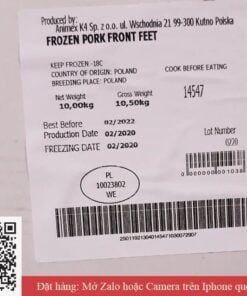 Produced by:
Animex K4 Sp. z o.o. ul. Wschodnia 21 99-300 Kutno Polska
FROZEN PORK FRONT FEET
KEEP FROZEN -18C
COUNTRY OF ORIGIN: POLAND
BREEDING PLACE: POLAND
COOK BEFORE EATING
Net Weight
10,00kg
Gross Weight
10,50kg
14547
Best Before 02/2022
Production Date 02/2020
FREEZING DATE 02/2020
Lot Number
0220
PL
10023802
WE
Đặt hàng: Mở Zalo hoặc Camera trên Iphone